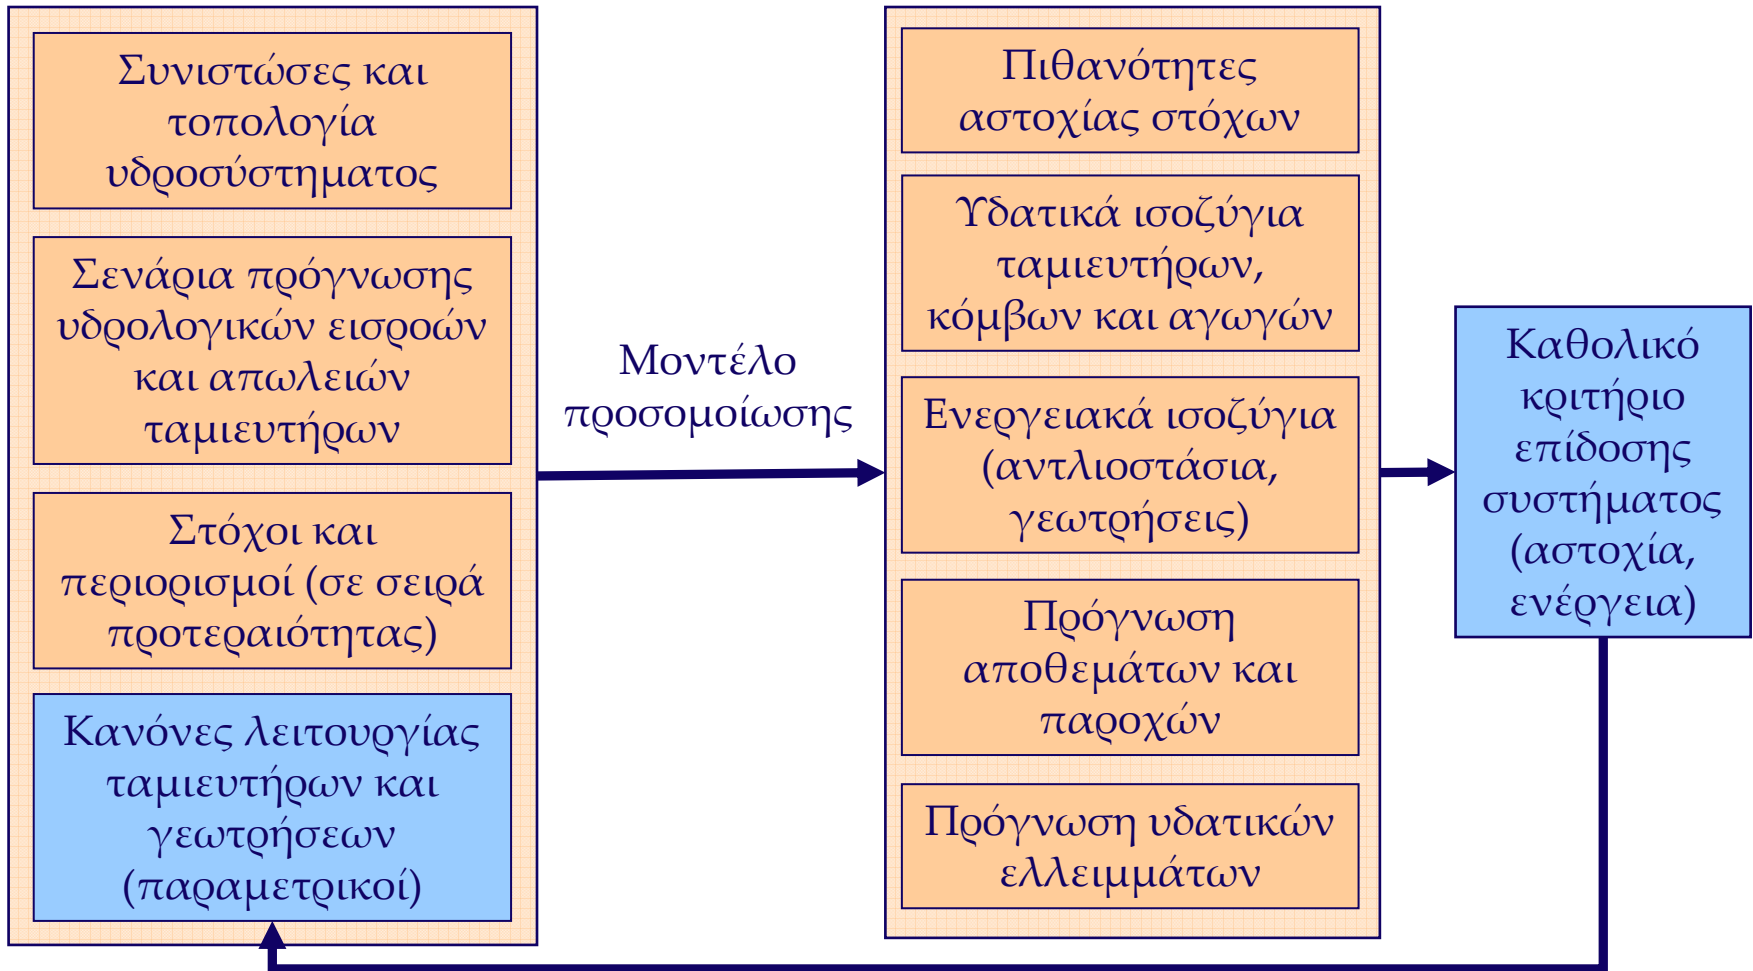 Συνιστώσες και
τοπολογία
υδροσύστηματος
Σενάρια πρόγνωσης
υδρολογικών εισροών
και απωλειών
ταμιευτήρων
Στόχοι και
περιορισμοί (σε σειρά
προτεραιότητας)
Κανόνες λειτουργίας
ταμιευτήρων και
γεωτρήσεων
(παραμετρικοί)
Μοντέλο
προσομοίωσης
Πιθανότητες
αστοχίας στόχων
Υδατικά ισοζύγια
ταμιευτήρων,
κόμβων και αγωγών
Ενεργειακά ισοζύγια
(αντλιοστάσια,
γεωτρήσεις)
Πρόγνωση
αποθεμάτων και
παροχών
Πρόγνωση υδατικών
ελλειμμάτων
Καθολικό
κριτήριο
επίδοσης
συστήματος
(αστοχία,
ενέργεια)